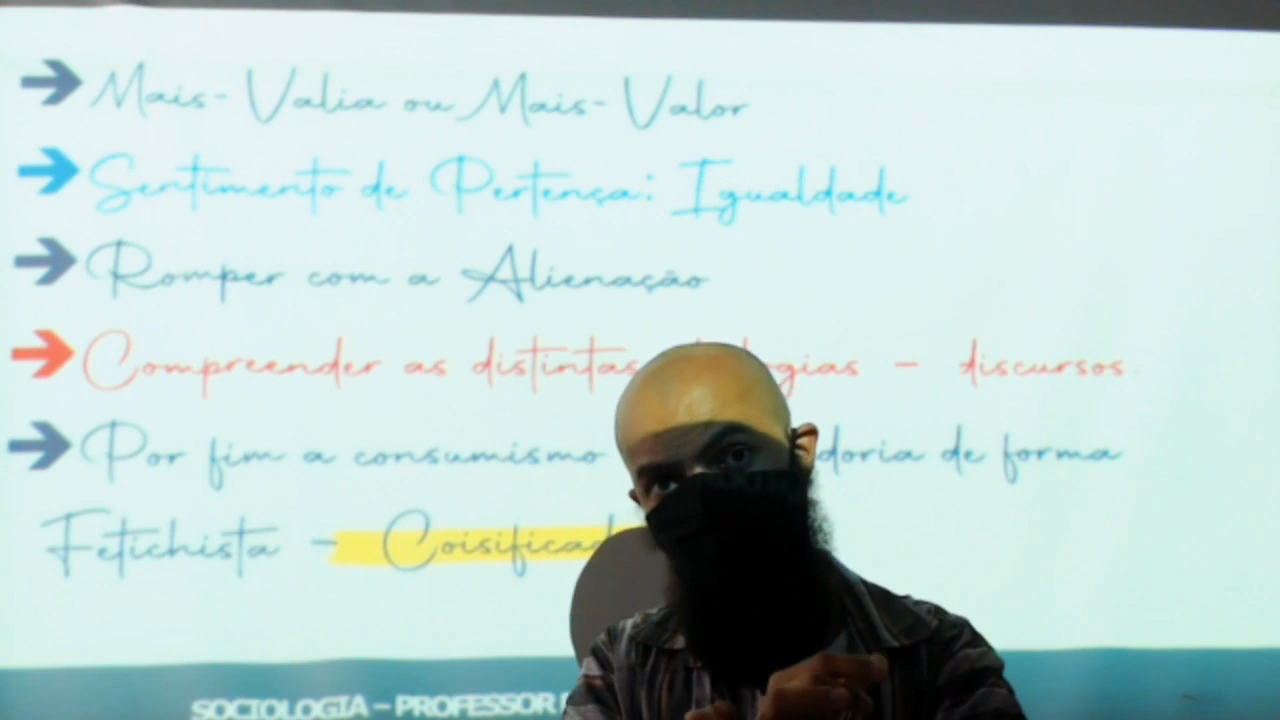 Mais-Valia ou Mais-Valor
Sentimento de Pertença: Igualdade
Romper com a Alienação
Compreender as distintas - discursos
Por fim a consumismo de forma
Fetichista -
SOCIOLOGIA – PROFESSOR